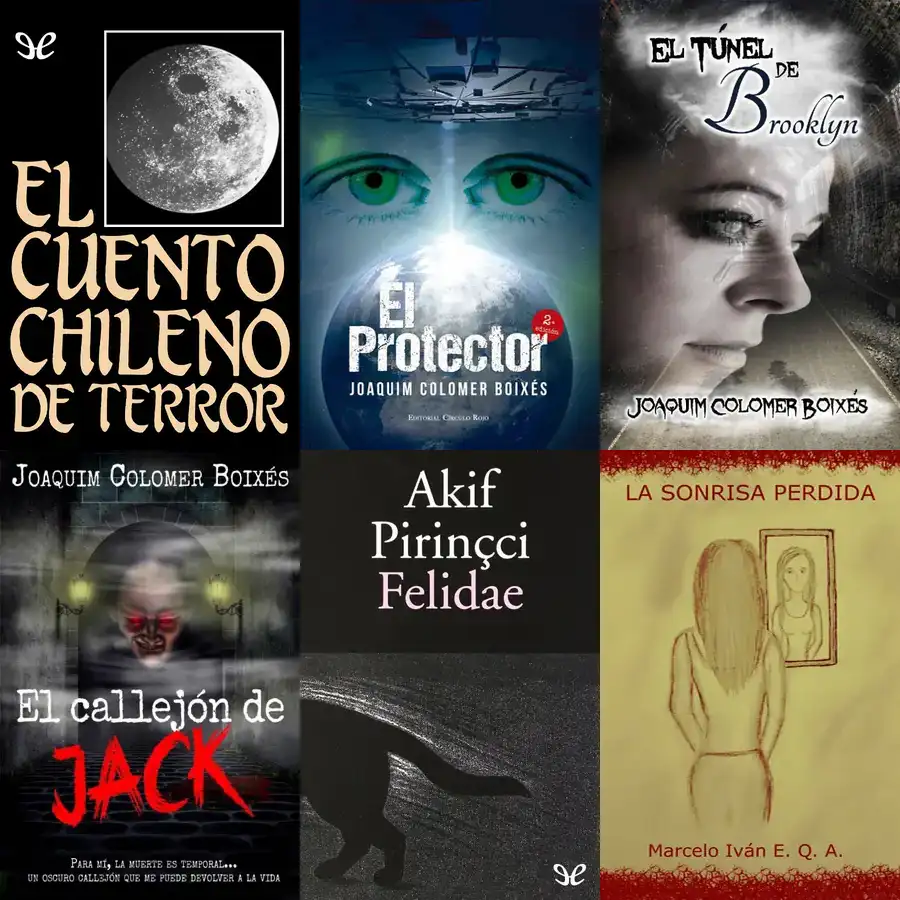 EL
CUENTO
CHILENO
DE TERROR
El
Protector
2.ª
edición
JOAQUIM COLOMER BOIXÉS
EDITORIAL CÍRCULO ROJO
EL TÚNEL
DE
Brooklyn
JOAQUIM COLOMER BOIXÉS
JOAQUIM COLOMER BOIXÉS
El callejón de
JACK
PARA MÍ, LA MUERTE ES TEMPORAL...
UN OSCURO CALLEJÓN QUE ME PUEDE DEVOLVER A LA VIDA
Akif
Pirinçci
Felidae
LA SONRISA PERDIDA
Marcelo Iván E. Q. A.